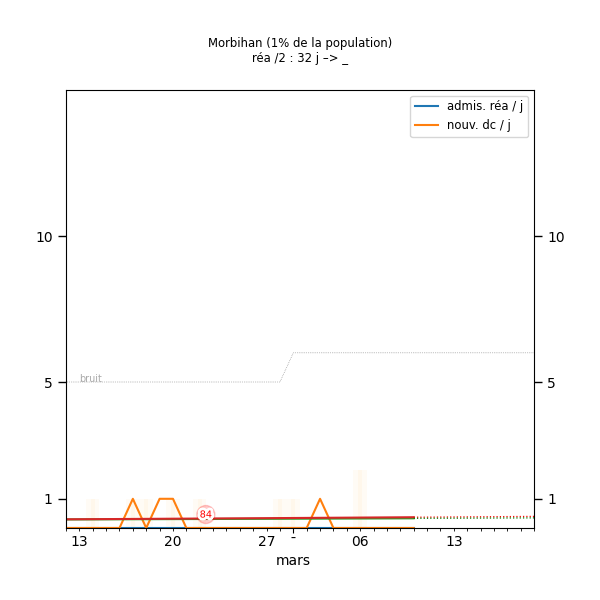 Morbihan (1% de la population)
réa /2 : 32 j –> _
admis. réa / j
nouv. dc / j
10 10
bruit
5 5
84
1 1
13 20 27 - 06 13
mars